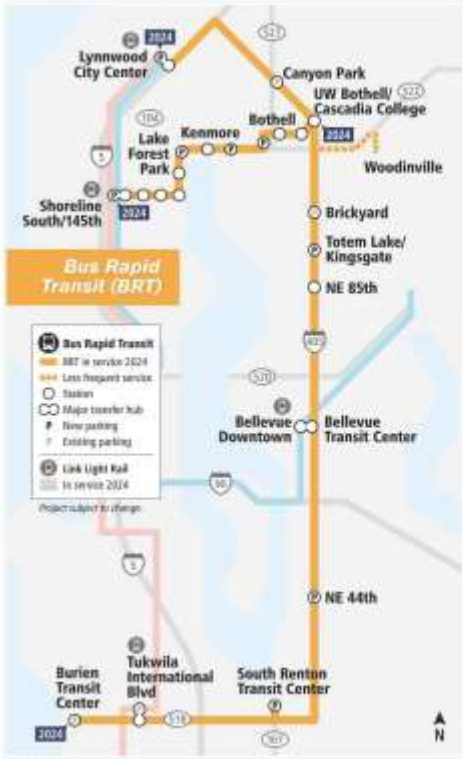 2024
Lynnwood
City Center
527
Canyon Park
522
UW Bothell/
Cascadia College
104
Bothell
Kenmore
Lake
Forest
Park
2024
Woodinville
5
Shoreline
South/145th
2024
Brickyard
Totem Lake/
Kingsgate
NE 85th
Bus Rapid
Transit (BRT)
405
Bus Rapid Transit
BRT in service 2024
Less frequent service
Station
Major transfer hub
P New parking
P Existing parking
Link Light Rail
In service 2024
Project subject to change.
520
Bellevue
Downtown
Bellevue
Transit Center
90
5
NE 44th
Tukwila
International
Blvd
South Renton
Transit Center
Burien
Transit
Center
2024
518
167
N